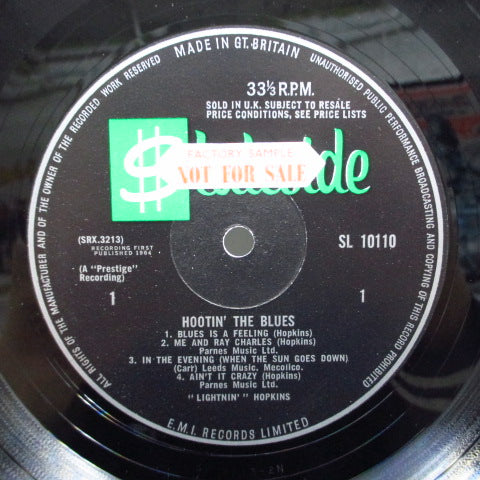 MADE IN GT. BRITAIN
ALL RIGHTS OF THE MANUFACTURER AND OF THE OWNER OF THE RECORDED WORK RESERVED
UNAUTHORISED PUBLIC PERFORMANCE BROADCASTING AND COPYING OF THIS RECORD PROHIBITED
33⅓ R.P.M.
SOLD IN U.K. SUBJECT TO RESALE
PRICE CONDITIONS, SEE PRICE LISTS
FACTORY SAMPLE
NOT FOR SALE
(SRX.3213)
RECORDING FIRST
PUBLISHED 1964
SL 10110
(A "Prestige"
Recording)
1
1
HOOTIN' THE BLUES
1. BLUES IS A FEELING (Hopkins)
2. ME AND RAY CHARLES (Hopkins)
Parnes Music Ltd.
3. IN THE EVENING (WHEN THE SUN GOES DOWN)
(Carr) Leeds Music. Mecolico.
4. AIN'T IT CRAZY (Hopkins)
Parnes Music Ltd.
"LIGHTNIN'" HOPKINS
E.M.I. RECORDS LIMITED